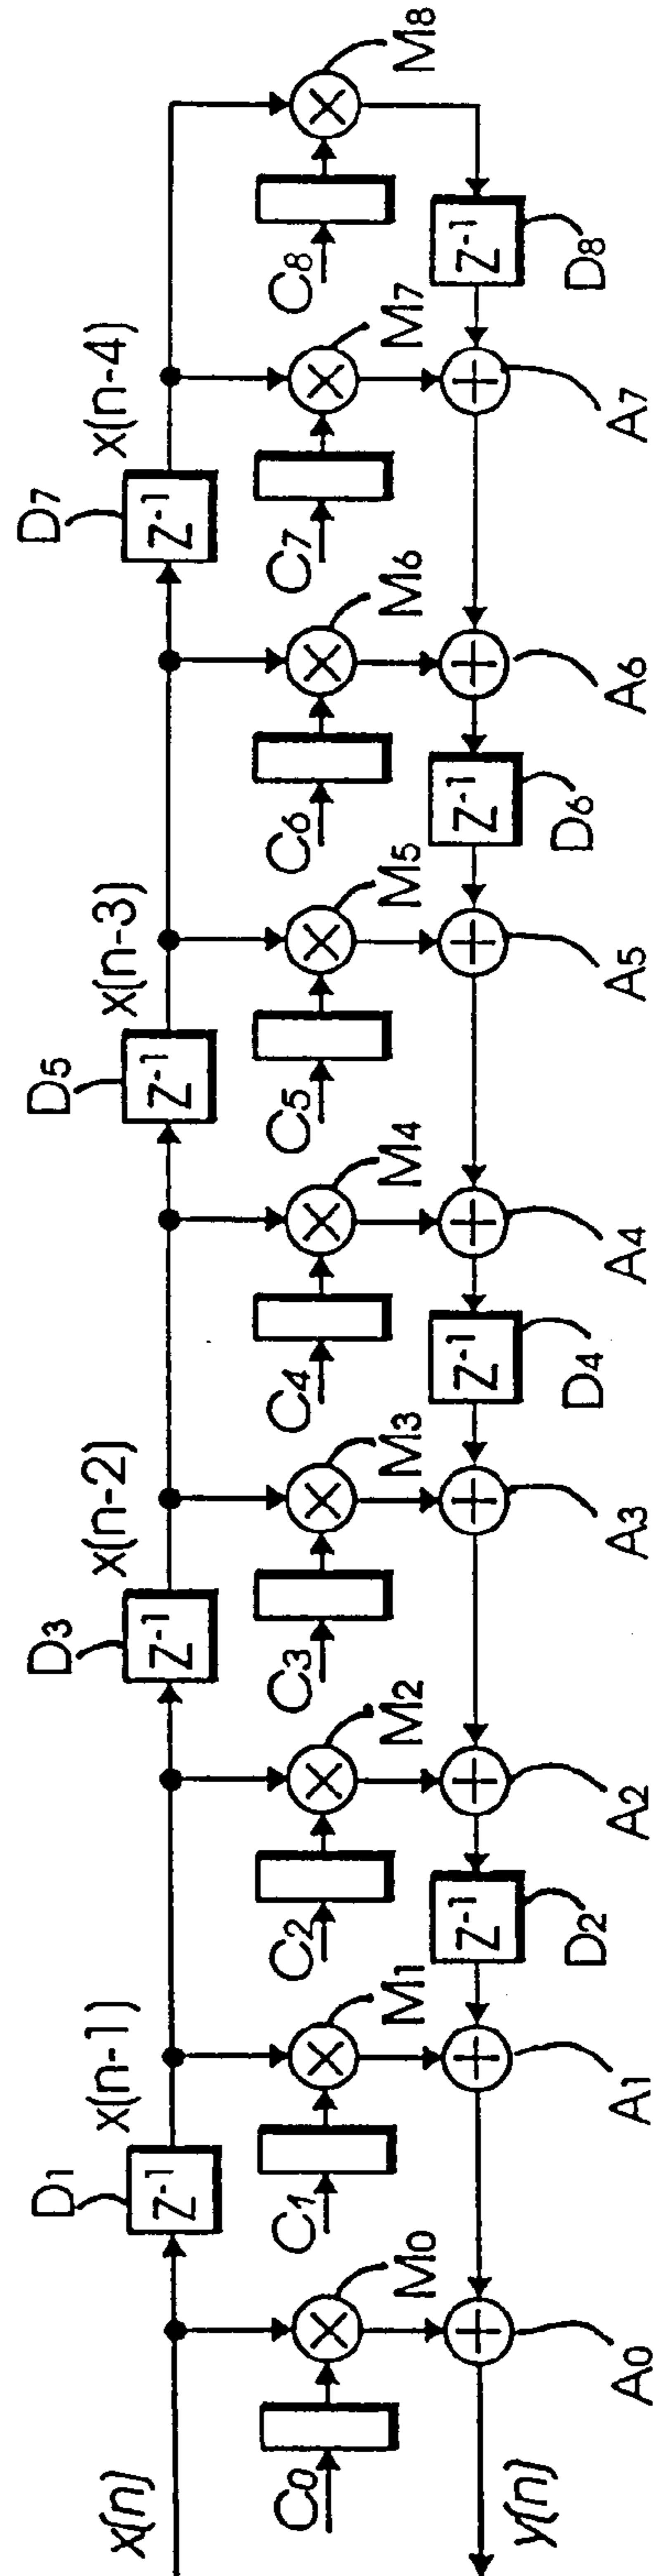 x(n) D1 x(n-1) D3 x(n-2) D5 x(n-3) D7 x(n-4)
Z-1 Z-1 Z-1 Z-1
C0 M0 C1 M1 C2 M2 C3 M3 C4 M4 C5 M5 C6 M6 C7 M7 C8 M8
Z-1 Z-1 Z-1 Z-1
y(n) A0 A1 D2 A2 A3 D4 A4 A5 D6 A6 A7 D8